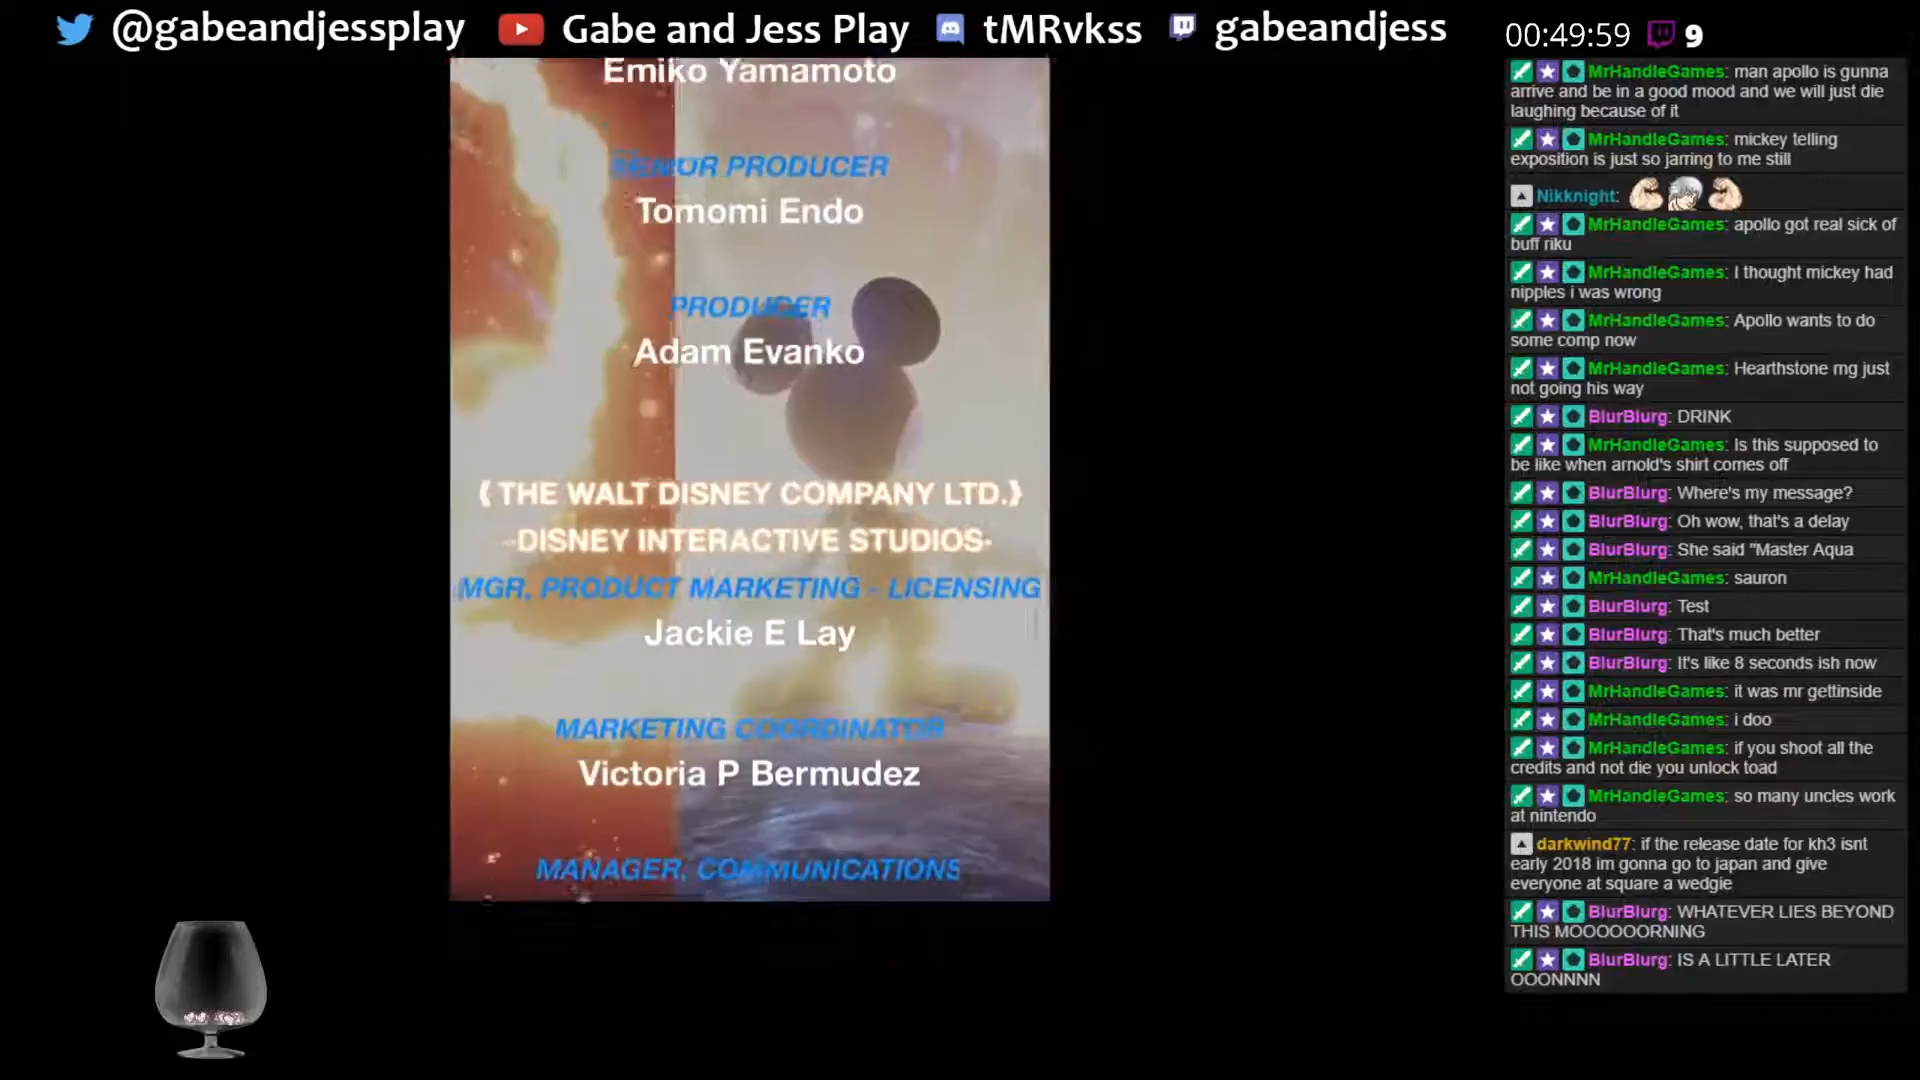 @gabeandjessplay Gabe and Jess Play tMRvkss gabeandjess
00:49:59 9
Emiko Yamamoto
SENIOR PRODUCER
Tomomi Endo
PRODUCER
Adam Evanko
《THE WALT DISNEY COMPANY LTD.》
-DISNEY INTERACTIVE STUDIOS-
MGR, PRODUCT MARKETING - LICENSING
Jackie E Lay
MARKETING COORDINATOR
Victoria P Bermudez
MANAGER, COMMUNICATIONS
MrHandleGames: man apollo is gunna
arrive and be in a good mood and we will just die
laughing because of it
MrHandleGames: mickey telling
exposition is just so jarring to me still
Nikknight:
MrHandleGames: apollo got real sick of
buff riku
MrHandleGames: I thought mickey had
nipples i was wrong
MrHandleGames: Apollo wants to do
some comp now
MrHandleGames: Hearthstone rng just
not going his way
BlurBlurg: DRINK
MrHandleGames: Is this supposed to
be like when arnold's shirt comes off
BlurBlurg: Where's my message?
BlurBlurg: Oh wow, that's a delay
BlurBlurg: She said "Master Aqua
MrHandleGames: sauron
BlurBlurg: Test
BlurBlurg: That's much better
BlurBlurg: It's like 8 seconds ish now
MrHandleGames: it was mr gettinside
MrHandleGames: i doo
MrHandleGames: if you shoot all the
credits and not die you unlock toad
MrHandleGames: so many uncles work
at nintendo
darkwind77: if the release date for kh3 isnt
early 2018 im gonna go to japan and give
everyone at square a wedgie
BlurBlurg: WHATEVER LIES BEYOND
THIS MOOOOOORNING
BlurBlurg: IS A LITTLE LATER
OOONNNN